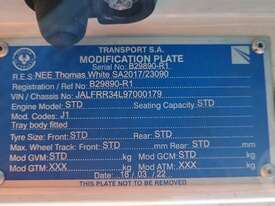 TRANSPORT S.A.
MODIFICATION PLATE
Serial No: B29890-R1
R.E.S NEE Thomas White SA2017/23090
Registration / Ref No: B29890-R1
VIN / Chassis No: JALFRR34L97000179
Engine Model: STD Seating Capacity: STD
Mod. Codes: J1
Tray body fitted
Tyre Size: Front: STD Rear: STD
Max. Wheel Track: Front: STD mm Rear STD mm
Mod GVM: STD kg Mod GCM: STD kg
Mod GTM: XXX kg Mod ATM: XXX kg
Date: 18 / 03 / 22
THIS PLATE NOT TO BE REMOVED